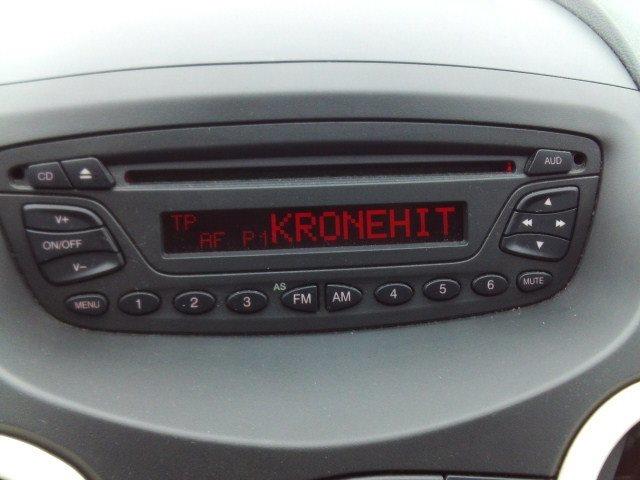 CD
AUD
V+
ON/OFF
V–
TP
AF P1 KRONEHIT
MENU 1 2 3 AS FM AM 4 5 6 MUTE